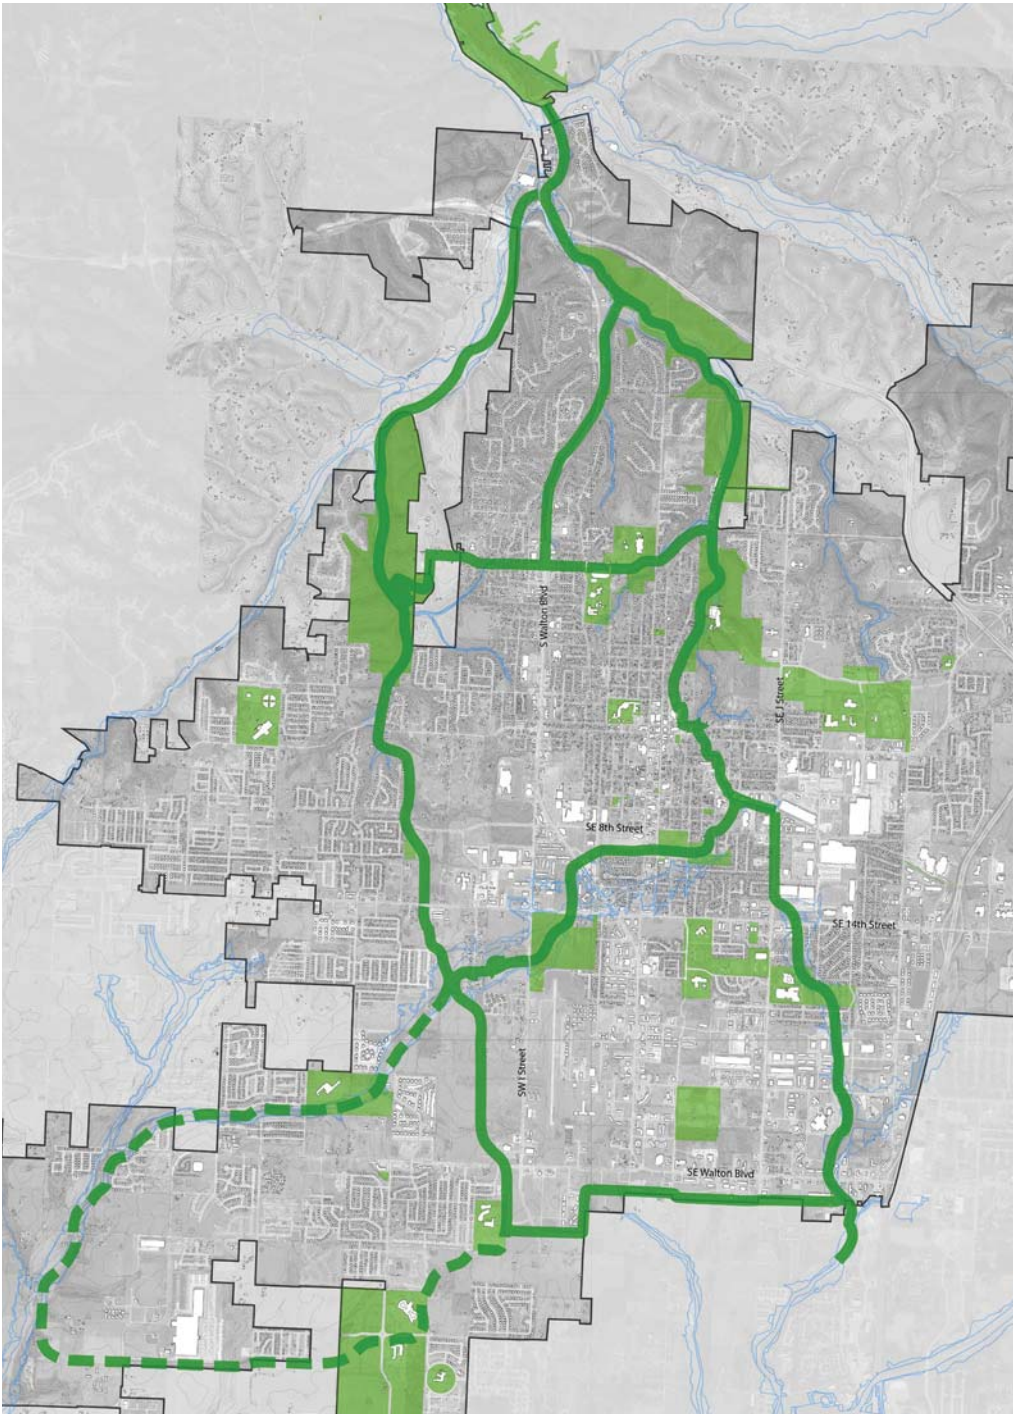 S Walton Blvd
SE J Street
SE 8th Street
SE 14th Street
SW I Street
SE Walton Blvd